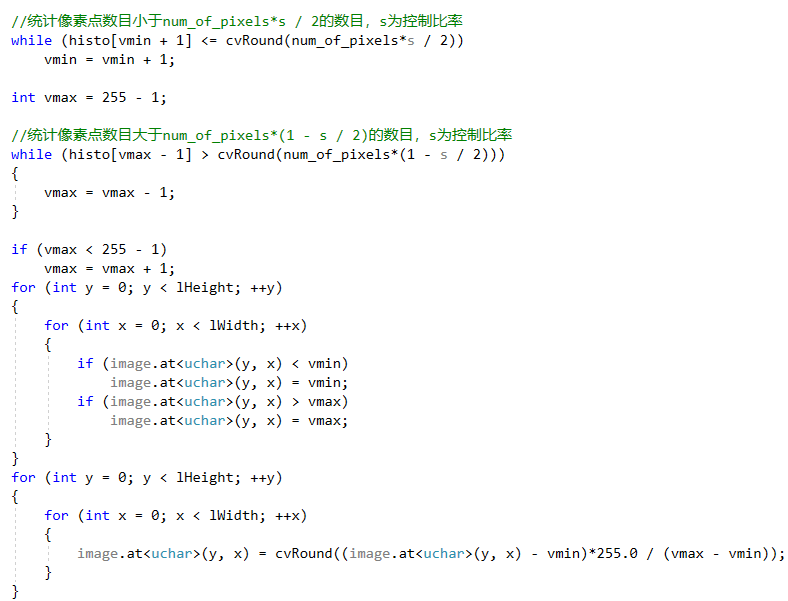 //统计像素点数目小于num_of_pixels*s / 2的数目，s为控制比率
while (histo[vmin + 1] <= cvRound(num_of_pixels*s / 2))
    vmin = vmin + 1;

int vmax = 255 - 1;

//统计像素点数目大于num_of_pixels*(1 - s / 2)的数目，s为控制比率
while (histo[vmax - 1] > cvRound(num_of_pixels*(1 - s / 2)))
{
    vmax = vmax - 1;
}

if (vmax < 255 - 1)
    vmax = vmax + 1;
for (int y = 0; y < lHeight; ++y)
{
    for (int x = 0; x < lWidth; ++x)
    {
        if (image.at<uchar>(y, x) < vmin)
            image.at<uchar>(y, x) = vmin;
        if (image.at<uchar>(y, x) > vmax)
            image.at<uchar>(y, x) = vmax;
    }
}
for (int y = 0; y < lHeight; ++y)
{
    for (int x = 0; x < lWidth; ++x)
    {
        image.at<uchar>(y, x) = cvRound((image.at<uchar>(y, x) - vmin)*255.0 / (vmax - vmin));
    }
}